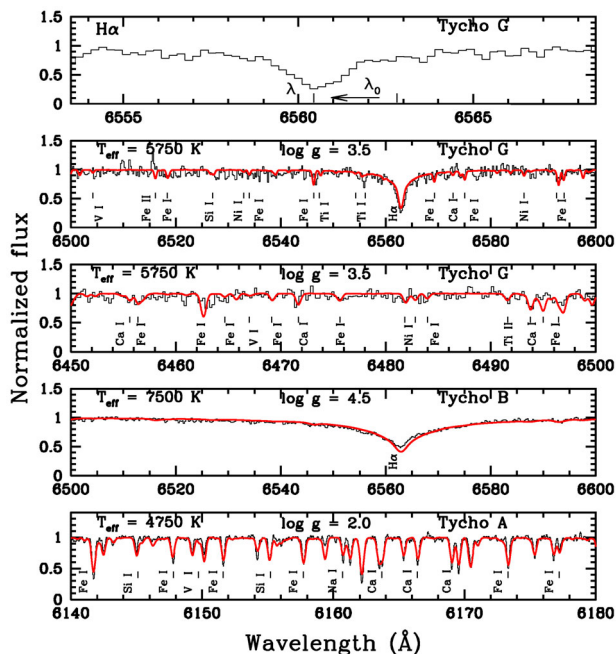 Hα Tycho G
λ λ0
1.5
1
0.5
0
6555 6560 6565
Teff = 5750 K log g = 3.5 Tycho G
1.5
1
0.5
0
V I Fe II Fe I Si I Ni I Fe I Fe I Ti I Ti I Hα Fe I Ca I Fe I Ni I Fe I
6500 6520 6540 6560 6580 6600
Teff = 5750 K log g = 3.5 Tycho G
1.5
1
0.5
0
Ca I Fe I Fe I Fe I V I Fe I Ca I Fe I Ni I Fe I Ti II Ca I Fe I
6450 6460 6470 6480 6490 6500
Teff = 7500 K log g = 4.5 Tycho B
1.5
1
0.5
0
Hα
6500 6520 6540 6560 6580 6600
Teff = 4750 K log g = 2.0 Tycho A
1.5
1
0.5
0
Fe I Si I Fe I V I Fe I Si I Fe I Na I Ca I Ca I Ca I Fe I Fe I
6140 6150 6160 6170 6180
Wavelength (Å)
Normalized flux